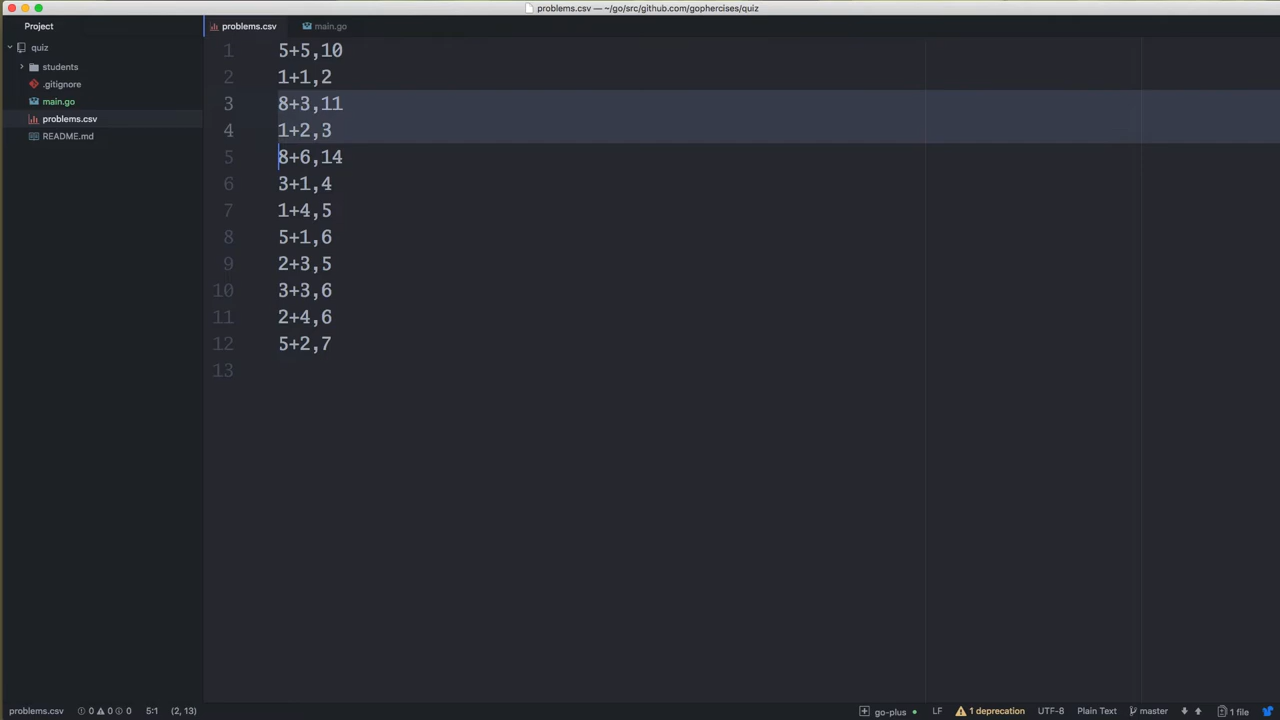 problems.csv — ~/go/src/github.com/gophercises/quiz
Project
problems.csv
main.go
quiz
students
.gitignore
main.go
problems.csv
README.md
1 5+5,10
2 1+1,2
3 8+3,11
4 1+2,3
5 8+6,14
6 3+1,4
7 1+4,5
8 5+1,6
9 2+3,5
10 3+3,6
11 2+4,6
12 5+2,7
13
problems.csv 0 0 0 5:1 (2, 13) go-plus LF 1 deprecation UTF-8 Plain Text master 1 file